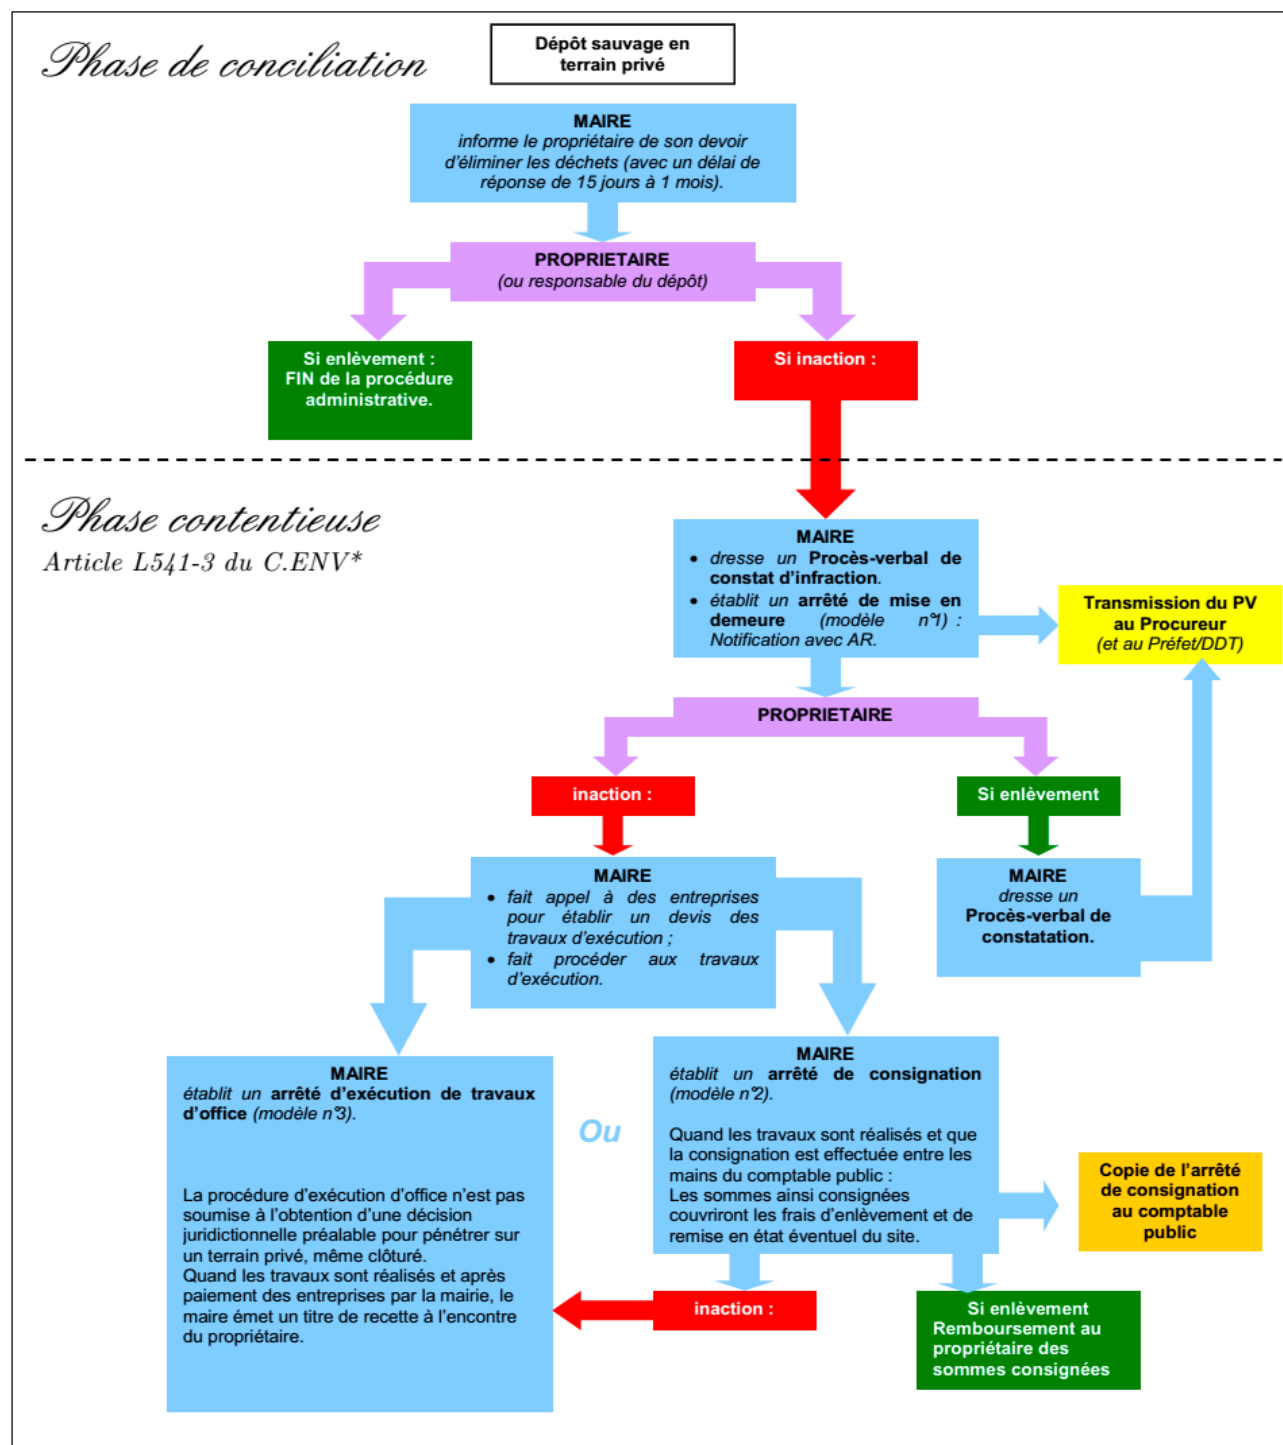 Phase de conciliation
Dépôt sauvage en
terrain privé
MAIRE
informe le propriétaire de son devoir
d'éliminer les déchets (avec un délai de
réponse de 15 jours à 1 mois).
PROPRIETAIRE
(ou responsable du dépôt)
Si enlèvement :
FIN de la procédure
administrative.
Si inaction :
Phase contentieuse
Article L541-3 du C.ENV*
MAIRE
• dresse un Procès-verbal de
constat d'infraction.
• établit un arrêté de mise en
demeure (modèle n°1) :
Notification avec AR.
Transmission du PV
au Procureur
(et au Préfet/DDT)
PROPRIETAIRE
inaction :
Si enlèvement
MAIRE
• fait appel à des entreprises
pour établir un devis des
travaux d'exécution ;
• fait procéder aux travaux
d'exécution.
MAIRE
dresse un
Procès-verbal de
constatation.
MAIRE
établit un arrêté d'exécution de travaux
d'office (modèle n°3).
La procédure d'exécution d'office n'est pas
soumise à l'obtention d'une décision
juridictionnelle préalable pour pénétrer sur
un terrain privé, même clôturé.
Quand les travaux sont réalisés et après
paiement des entreprises par la mairie, le
maire émet un titre de recette à l'encontre
du propriétaire.
Ou
MAIRE
établit un arrêté de consignation
(modèle n°2).
Quand les travaux sont réalisés et que
la consignation est effectuée entre les
mains du comptable public :
Les sommes ainsi consignées
couvriront les frais d'enlèvement et de
remise en état éventuel du site.
Copie de l'arrêté
de consignation
au comptable
public
inaction :
Si enlèvement
Remboursement au
propriétaire des
sommes consignées